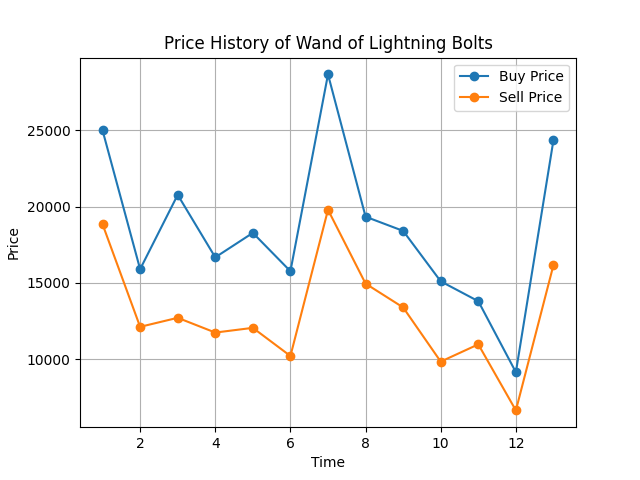 Price History of Wand of Lightning Bolts
Buy Price
Sell Price
25000
20000
15000
10000
Price
2
4
6
8
10
12
Time